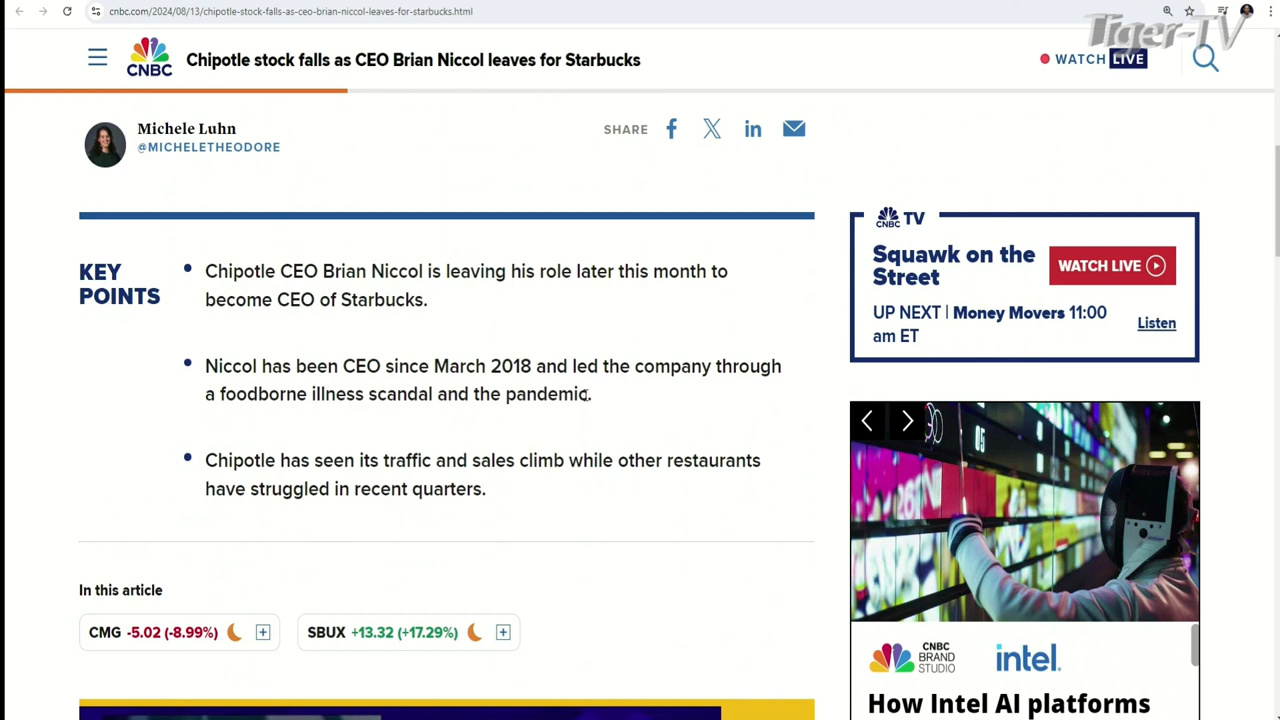 cnbc.com/2024/08/13/chipotle-stock-falls-as-ceo-brian-niccol-leaves-for-starbucks.html
Tiger-TV
CNBC
Chipotle stock falls as CEO Brian Niccol leaves for Starbucks
WATCH LIVE
Michele Luhn
@MICHELETHEODORE
SHARE
KEY
POINTS
Chipotle CEO Brian Niccol is leaving his role later this month to
become CEO of Starbucks.
Niccol has been CEO since March 2018 and led the company through
a foodborne illness scandal and the pandemic.
Chipotle has seen its traffic and sales climb while other restaurants
have struggled in recent quarters.
In this article
CMG -5.02 (-8.99%)
SBUX +13.32 (+17.29%)
CNBC TV
Squawk on the
Street
WATCH LIVE
UP NEXT | Money Movers 11:00
am ET
Listen
CNBC
BRAND
STUDIO
intel.
How Intel AI platforms